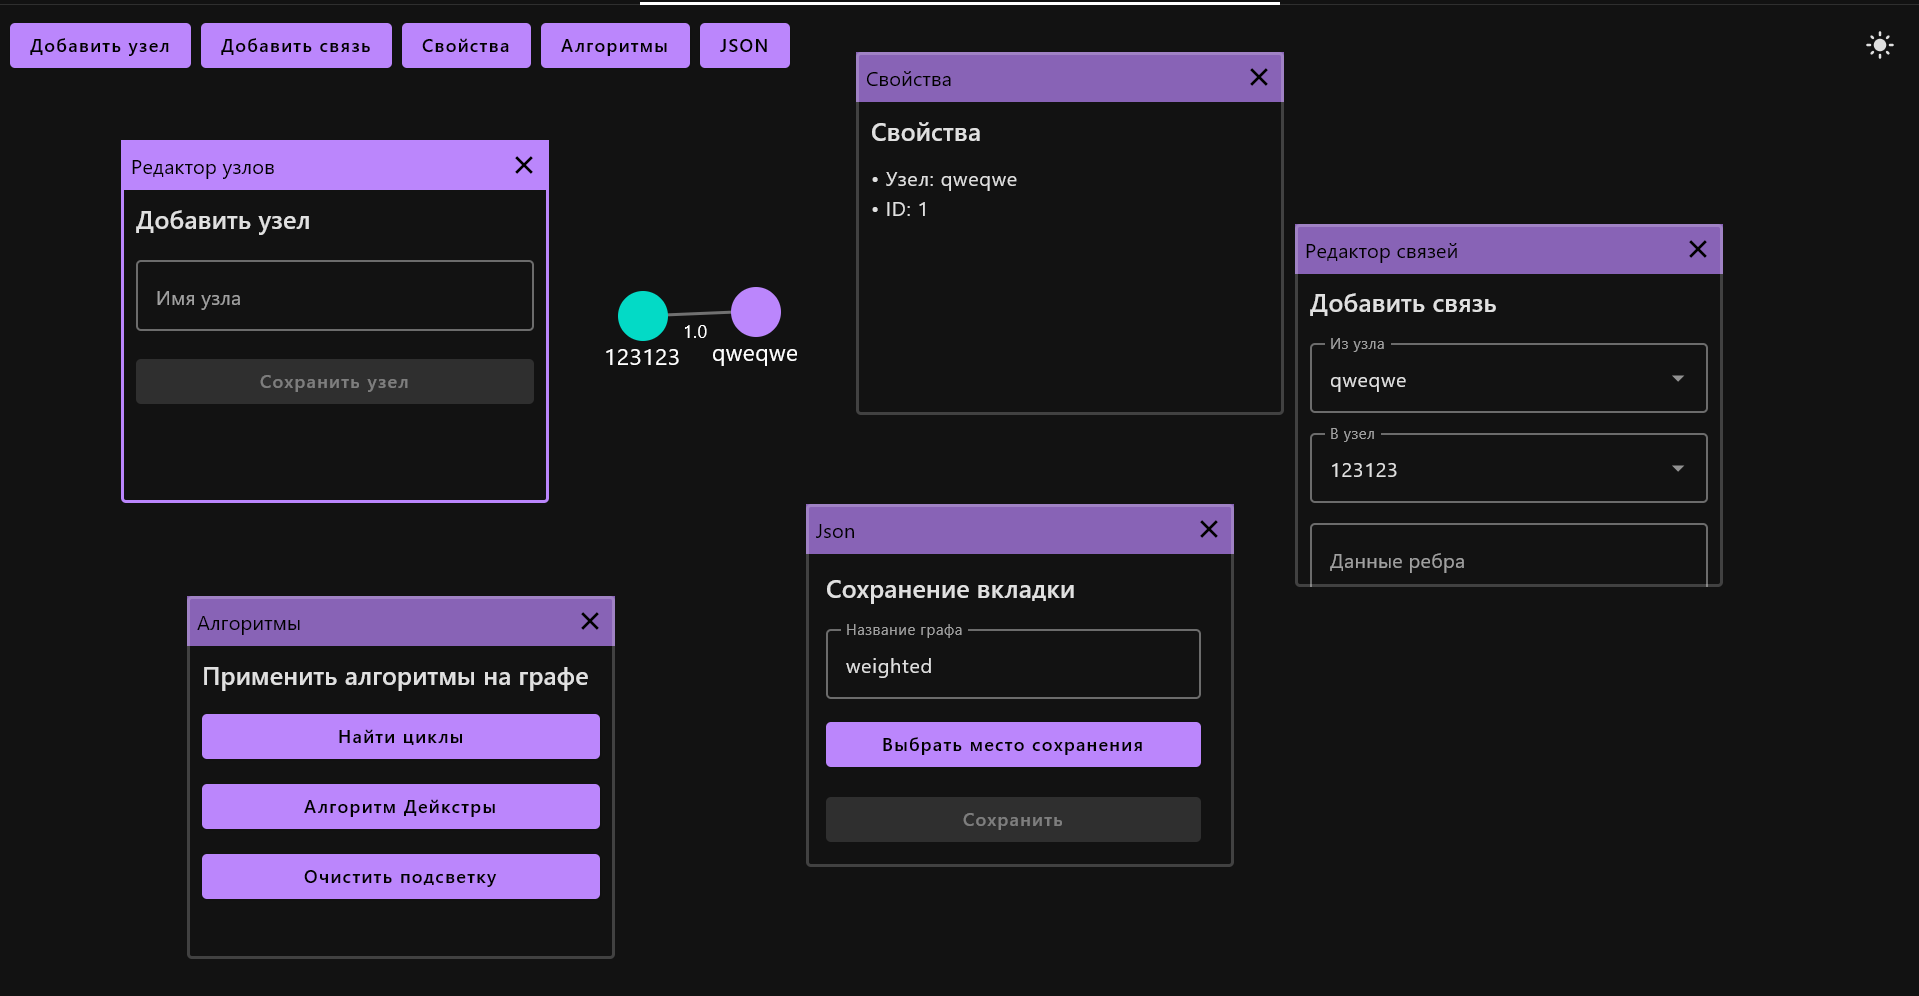 Добавить узел
Добавить связь
Свойства
Алгоритмы
JSON
Свойства
Свойства
• Узел: qweqwe
• ID: 1
Редактор узлов
Добавить узел
Имя узла
Сохранить узел
123123
1.0
qweqwe
Редактор связей
Добавить связь
Из узла
qweqwe
В узел
123123
Данные ребра
Json
Сохранение вкладки
Название графа
weighted
Выбрать место сохранения
Сохранить
Алгоритмы
Применить алгоритмы на графе
Найти циклы
Алгоритм Дейкстры
Очистить подсветку